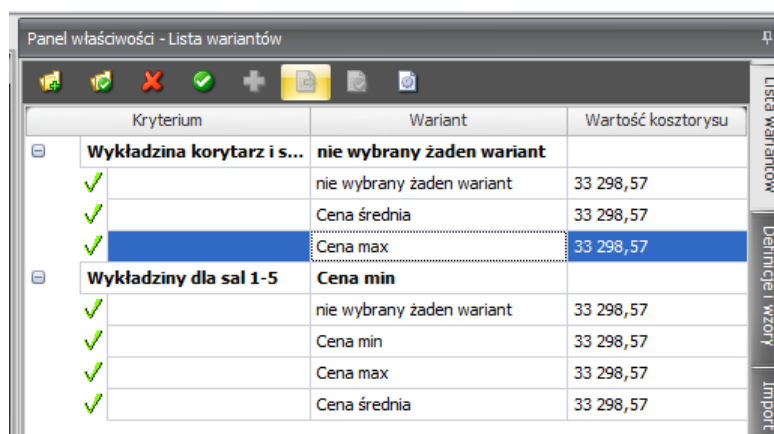 Panel właściwości - Lista wariantów
Kryterium Wariant Wartość kosztorysu
Wykładzina korytarz i s... nie wybrany żaden wariant
nie wybrany żaden wariant 33 298,57
Cena średnia 33 298,57
Cena max 33 298,57
Wykładziny dla sal 1-5 Cena min
nie wybrany żaden wariant 33 298,57
Cena min 33 298,57
Cena max 33 298,57
Cena średnia 33 298,57
Lista wariantów
Definicje i wzory
Import